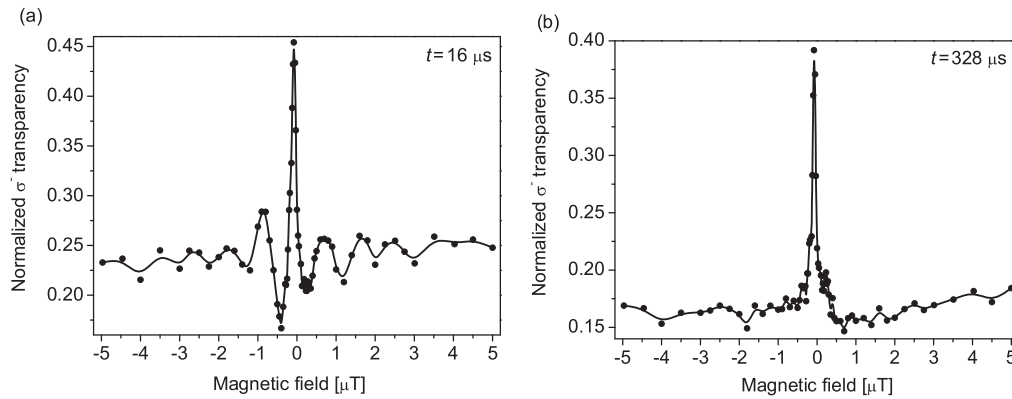 (a)
t = 16 μs
Normalized σ⁻ transparency
0.45
0.40
0.35
0.30
0.25
0.20
-5 -4 -3 -2 -1 0 1 2 3 4 5
Magnetic field [μT]
(b)
t = 328 μs
Normalized σ⁻ transparency
0.40
0.35
0.30
0.25
0.20
0.15
-5 -4 -3 -2 -1 0 1 2 3 4 5
Magnetic field [μT]